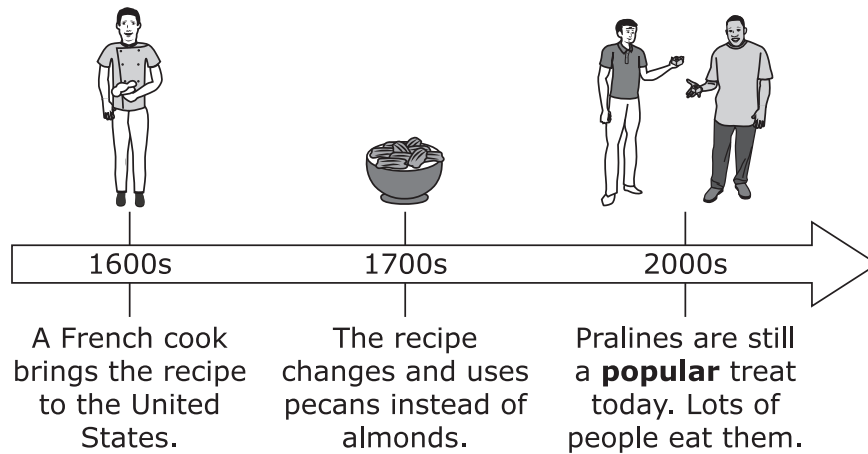 1600s
1700s
2000s
A French cook
brings the recipe
to the United
States.
The recipe
changes and uses
pecans instead of
almonds.
Pralines are still
a popular treat
today. Lots of
people eat them.